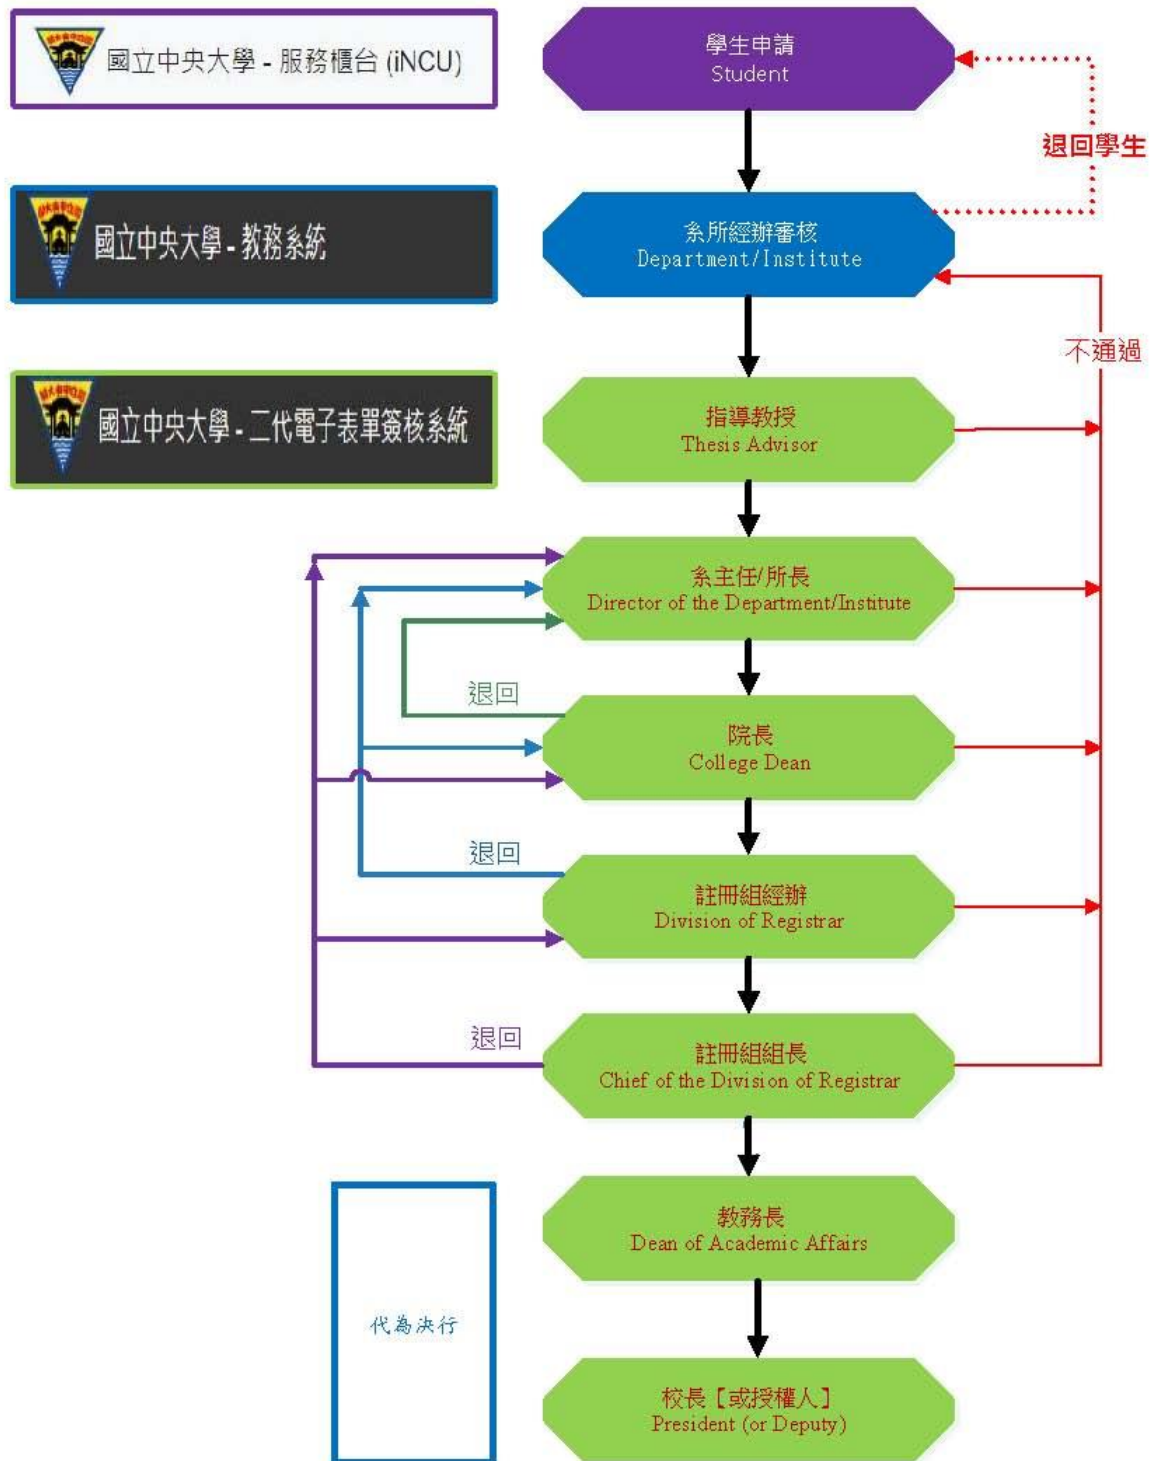 國立中央大學 - 服務櫃台 (iNCU)
學生申請
Student
退回學生
國立中央大學 - 教務系統
系所經辦審核
Department/Institute
不通過
國立中央大學 - 二代電子表單簽核系統
指導教授
Thesis Advisor
系主任/所長
Director of the Department/Institute
退回
院長
College Dean
退回
註冊組經辦
Division of Registrar
退回
註冊組組長
Chief of the Division of Registrar
教務長
Dean of Academic Affairs
代為決行
校長【或授權人】
President (or Deputy)